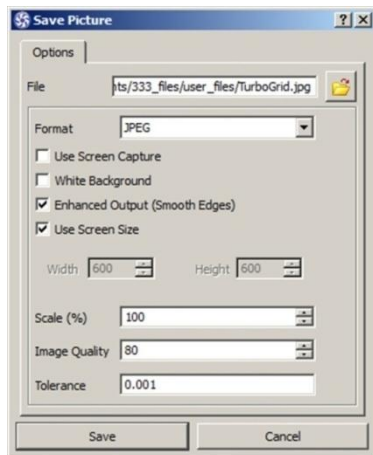 Save Picture
Options
File nts/333_files/user_files/TurboGrid.jpg
Format JPEG
Use Screen Capture
White Background
Enhanced Output (Smooth Edges)
Use Screen Size
Width 600 Height 600
Scale (%) 100
Image Quality 80
Tolerance 0.001
Save Cancel